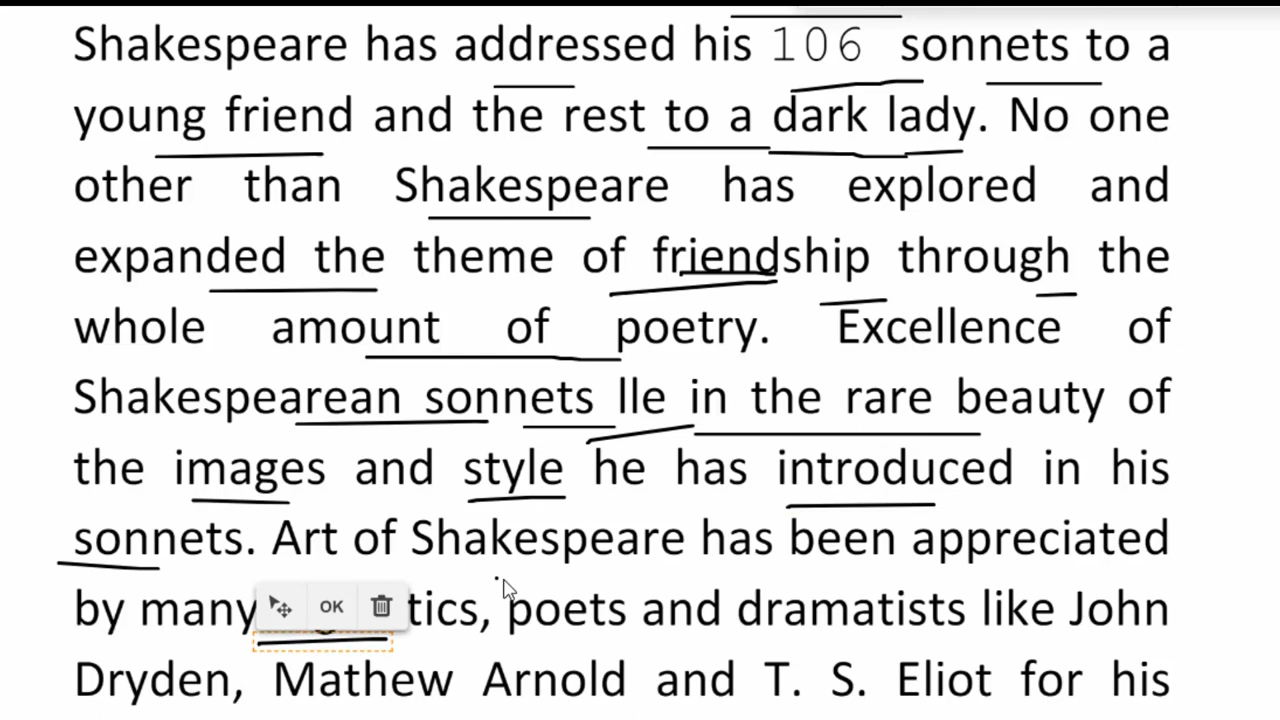 Shakespeare has addressed his 106 sonnets to a
young friend and the rest to a dark lady. No one
other than Shakespeare has explored and
expanded the theme of friendship through the
whole amount of poetry. Excellence of
Shakespearean sonnets lle in the rare beauty of
the images and style he has introduced in his
sonnets. Art of Shakespeare has been appreciated
by many OK tics, poets and dramatists like John
Dryden, Mathew Arnold and T. S. Eliot for his